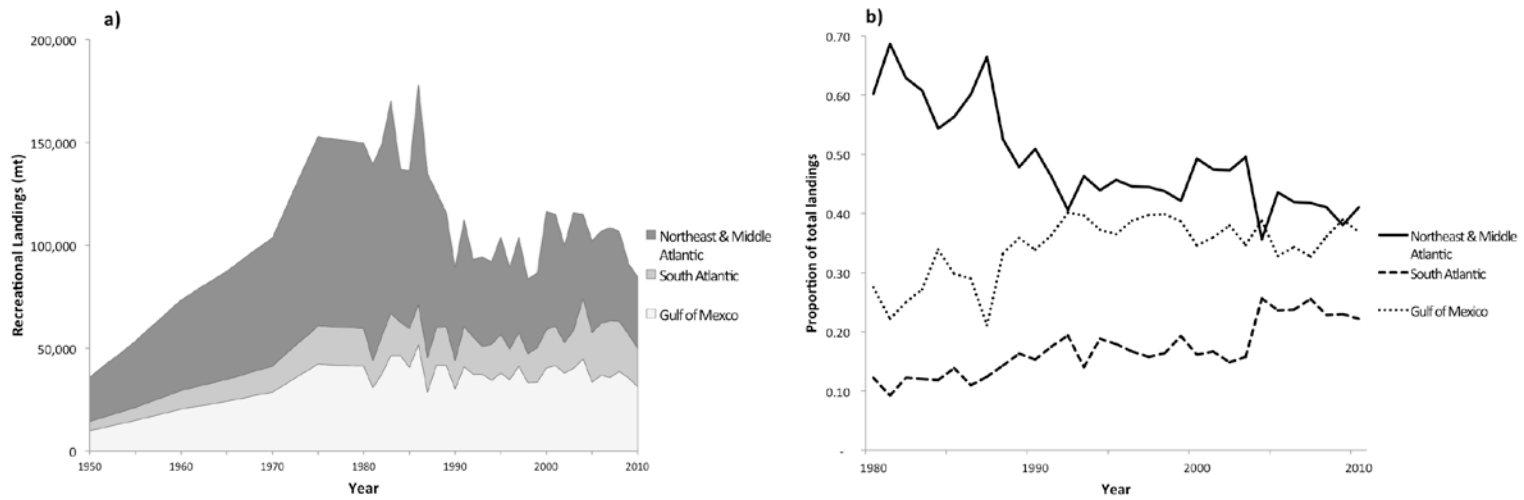 a)
200,000
150,000
100,000
50,000
0
Recreational Landings (mt)
1950
1960
1970
1980
1990
2000
2010
Year
Northeast & Middle
Atlantic
South Atlantic
Gulf of Mexco
b)
0.70
0.60
0.50
0.40
0.30
0.20
0.10
-
Proportion of total landings
1980
1990
2000
2010
Year
Northeast & Middle
Atlantic
South Atlantic
Gulf of Mexico